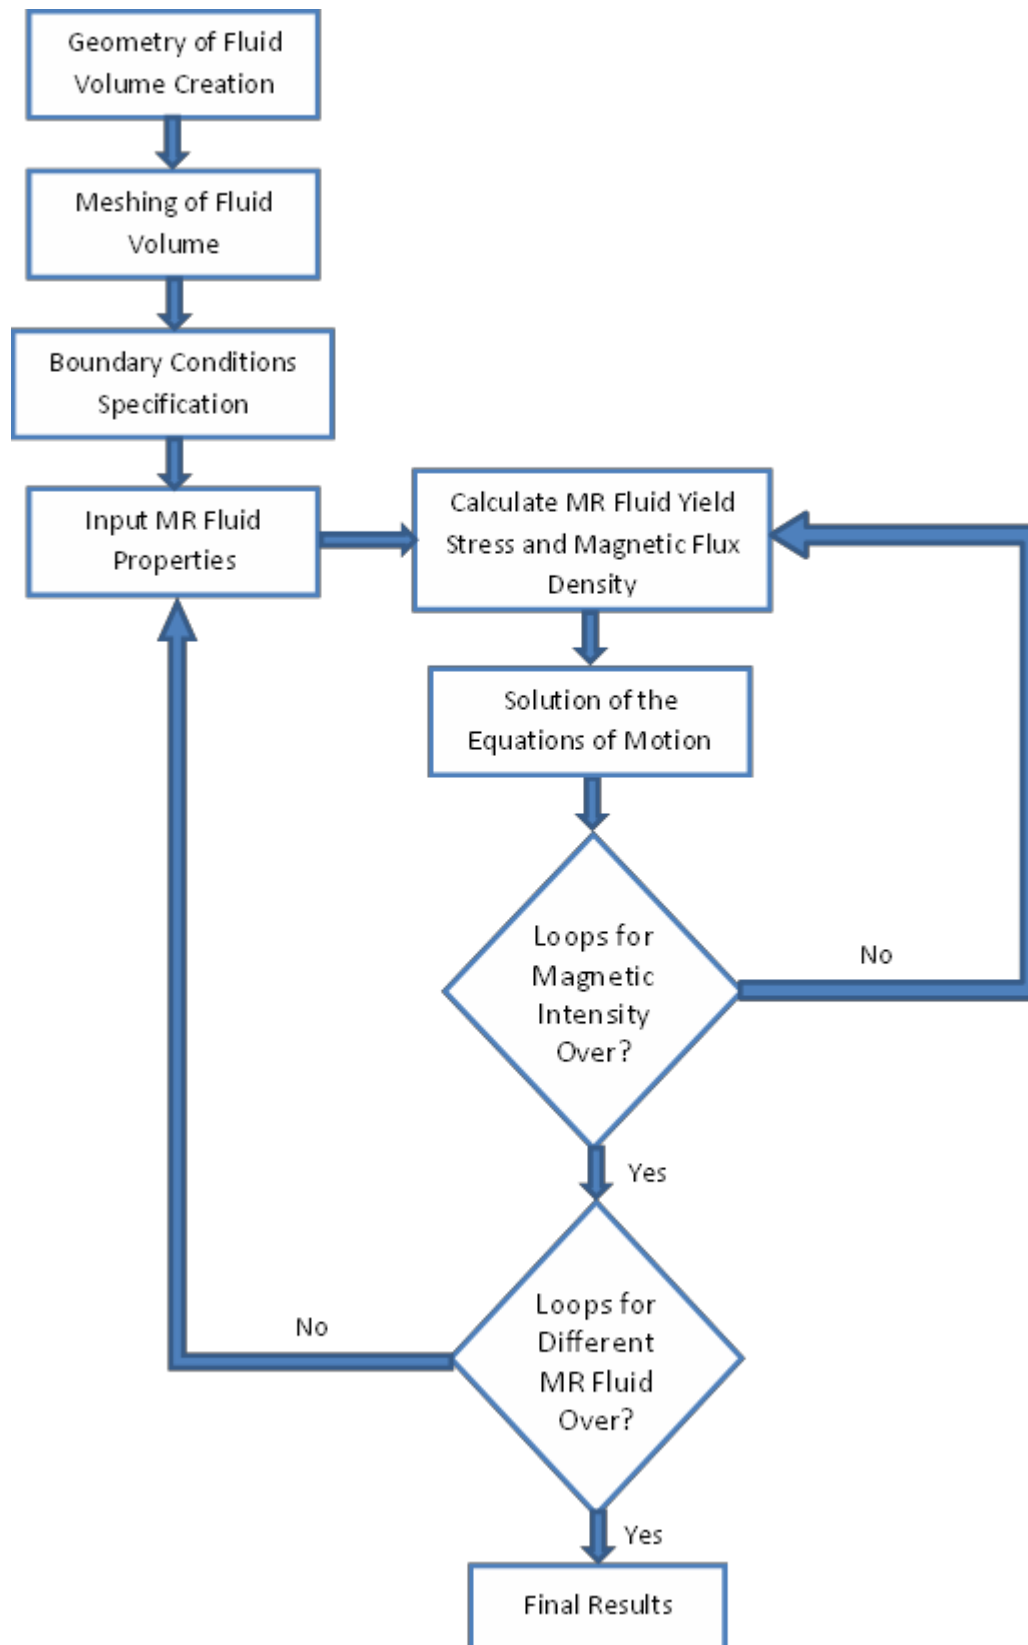 Geometry of Fluid
Volume Creation
Meshing of Fluid
Volume
Boundary Conditions
Specification
Input MR Fluid
Properties
Calculate MR Fluid Yield
Stress and Magnetic Flux
Density
Solution of the
Equations of Motion
Loops for
Magnetic
Intensity
Over?
No
Yes
Loops for
Different
MR Fluid
Over?
No
Yes
Final Results